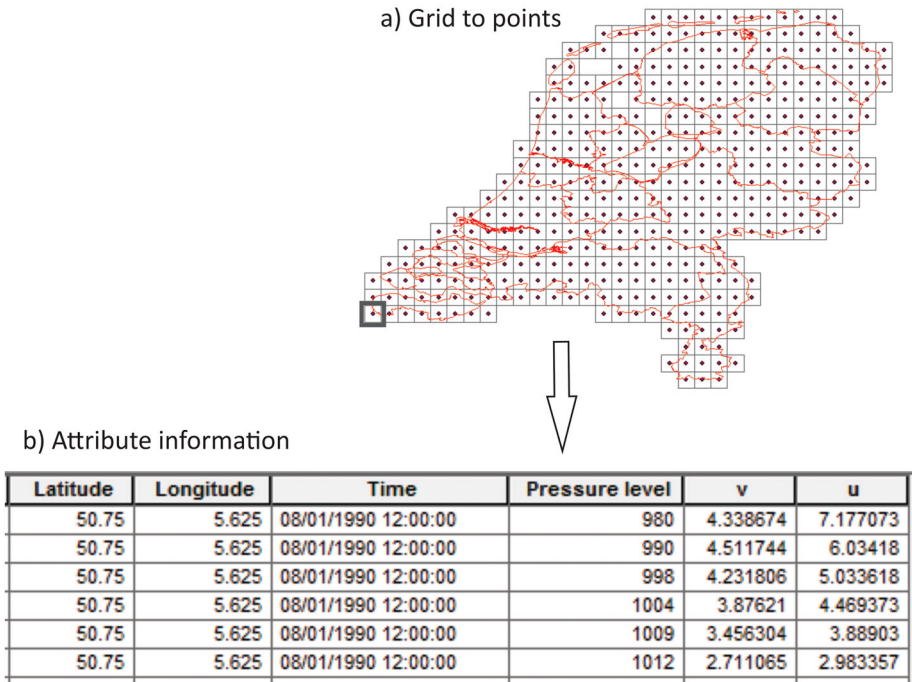 a) Grid to points
b) Attribute information
Latitude Longitude Time Pressure level v u
50.75 5.625 08/01/1990 12:00:00 980 4.338674 7.177073
50.75 5.625 08/01/1990 12:00:00 990 4.511744 6.03418
50.75 5.625 08/01/1990 12:00:00 998 4.231806 5.033618
50.75 5.625 08/01/1990 12:00:00 1004 3.87621 4.469373
50.75 5.625 08/01/1990 12:00:00 1009 3.456304 3.88903
50.75 5.625 08/01/1990 12:00:00 1012 2.711065 2.983357